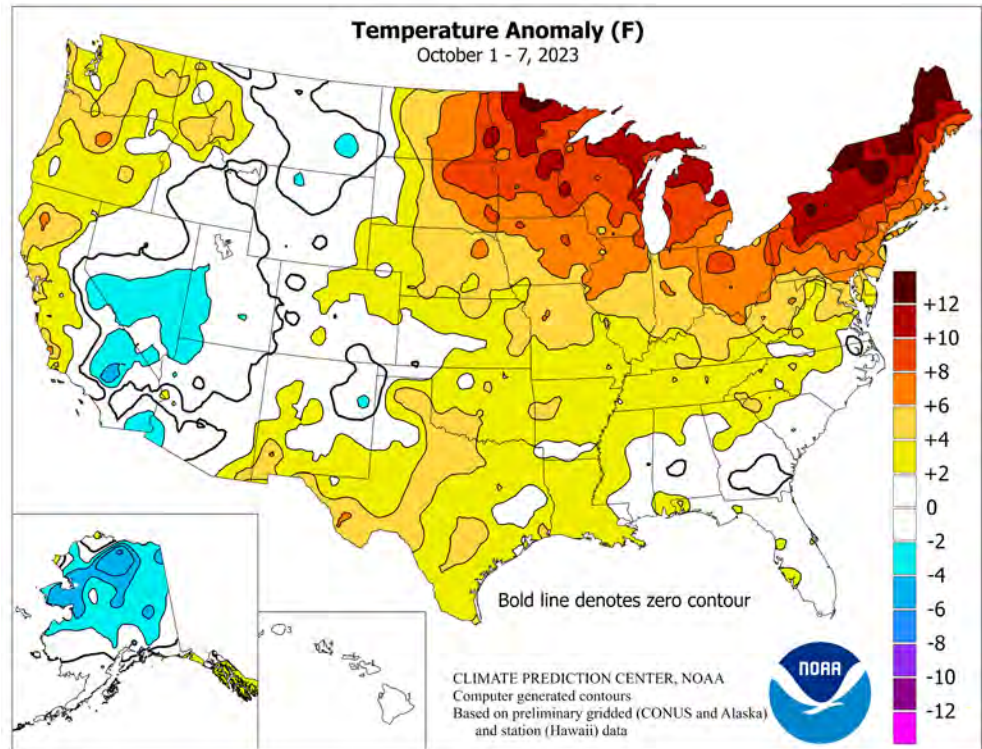 Temperature Anomaly (F)
October 1 - 7, 2023
+12
+10
+8
+6
+4
+2
0
-2
-4
-6
-8
-10
-12
Bold line denotes zero contour
3
CLIMATE PREDICTION CENTER, NOAA
Computer generated contours
Based on preliminary gridded (CONUS and Alaska)
and station (Hawaii) data
NOAA